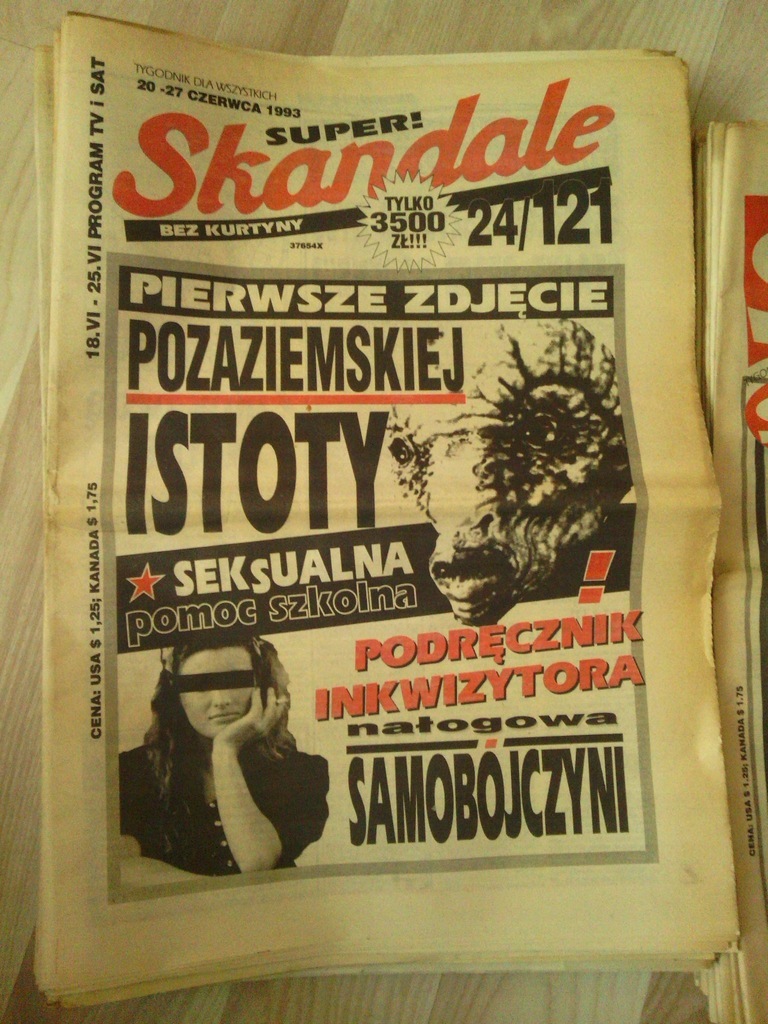 TYGODNIK DLA WSZYSTKICH
20 -27 CZERWCA 1993
SUPER!
Skandale
BEZ KURTYNY
37654X
TYLKO
3500
ZŁ!!!
24/121
18.VI - 25.VI PROGRAM TV i SAT
CENA: USA $ 1,25; KANADA $ 1,75
PIERWSZE ZDJĘCIE
POZAZIEMSKIEJ
ISTOTY
SEKSUALNA
pomoc szkolna
!
PODRĘCZNIK
INKWIZYTORA
nałogowa
SAMOBÓJCZYNI
CENA: USA $ 1.25; KANADA $ 1.75